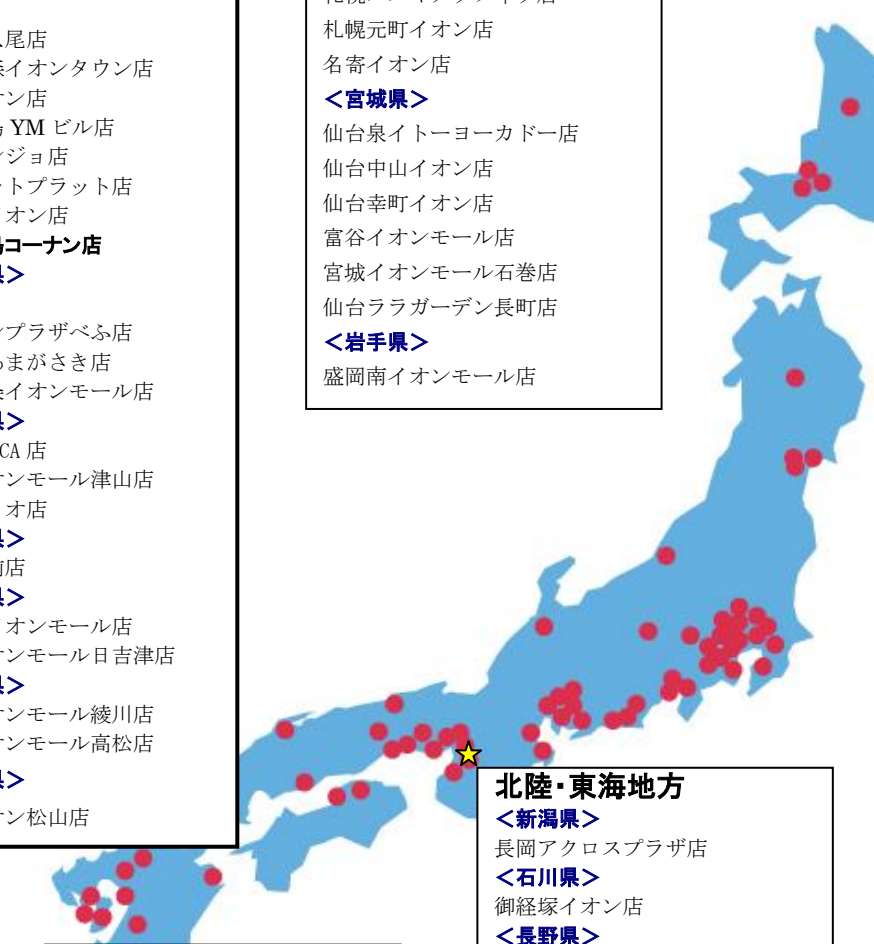 尾店
イオンタウン店
ン店
YM ビル店
ジョ店
トプラット店
オン店
コーナン店
県＞
プラザべふ店
まがさき店
イオンモール店
県＞
CA 店
ンモール津山店
オ店
県＞
店
県＞
オンモール店
ンモール日吉津店
県＞
ンモール綾川店
ンモール高松店
県＞
ン松山店
札幌元町イオン店
名寄イオン店
＜宮城県＞
仙台泉イトーヨーカドー店
仙台中山イオン店
仙台幸町イオン店
富谷イオンモール店
宮城イオンモール石巻店
仙台ララガーデン長町店
＜岩手県＞
盛岡南イオンモール店
北陸・東海地方
＜新潟県＞
長岡アクロスプラザ店
＜石川県＞
御経塚イオン店
＜長野県＞